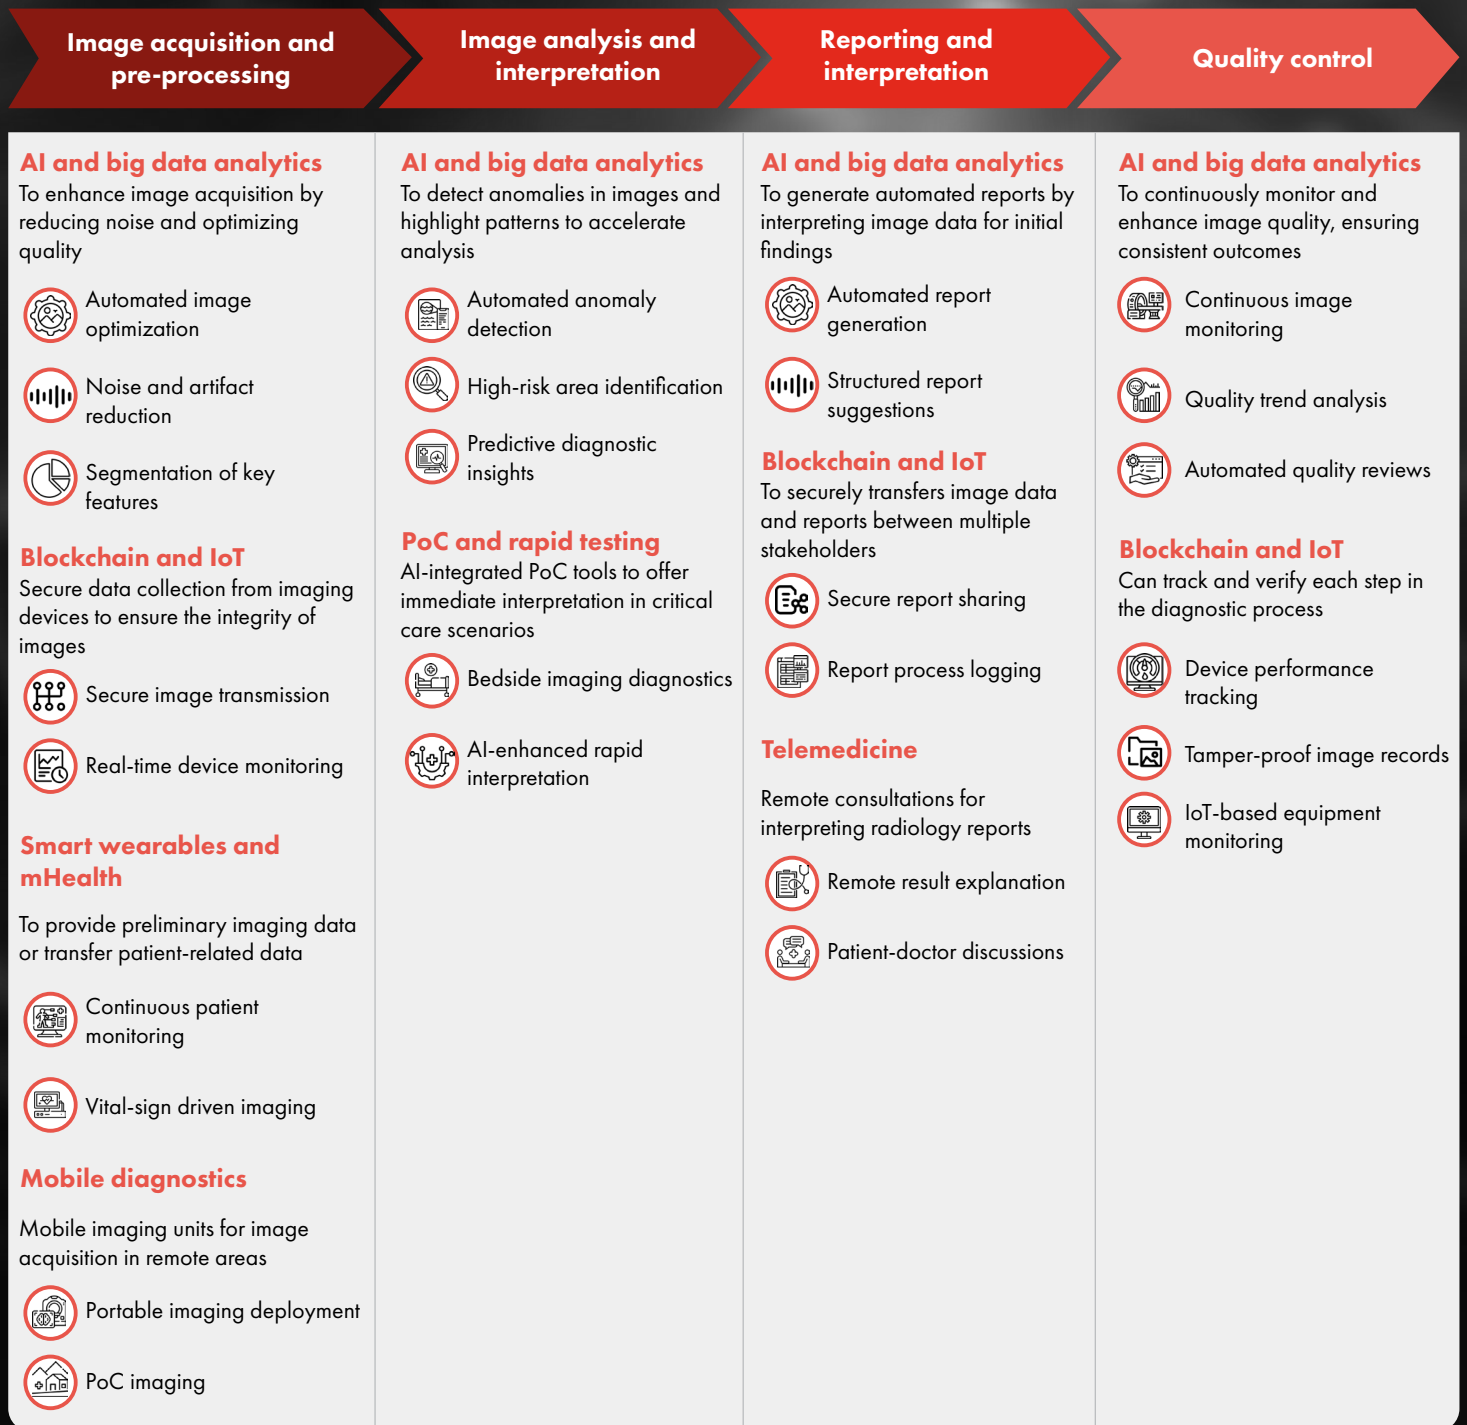 Image acquisition and
pre-processing
Image analysis and
interpretation
Reporting and
interpretation
Quality control
AI and big data analytics
To enhance image acquisition by
reducing noise and optimizing
quality
Automated image
optimization
Noise and artifact
reduction
Segmentation of key
features
Blockchain and IoT
Secure data collection from imaging
devices to ensure the integrity of
images
Secure image transmission
Real-time device monitoring
Smart wearables and
mHealth
To provide preliminary imaging data
or transfer patient-related data
Continuous patient
monitoring
Vital-sign driven imaging
Mobile diagnostics
Mobile imaging units for image
acquisition in remote areas
Portable imaging deployment
PoC imaging
AI and big data analytics
To detect anomalies in images and
highlight patterns to accelerate
analysis
Automated anomaly
detection
High-risk area identification
Predictive diagnostic
insights
PoC and rapid testing
AI-integrated PoC tools to offer
immediate interpretation in critical
care scenarios
Bedside imaging diagnostics
AI-enhanced rapid
interpretation
AI and big data analytics
To generate automated reports by
interpreting image data for initial
findings
Automated report
generation
Structured report
suggestions
Blockchain and IoT
To securely transfers image data
and reports between multiple
stakeholders
Secure report sharing
Report process logging
Telemedicine
Remote consultations for
interpreting radiology reports
Remote result explanation
Patient-doctor discussions
AI and big data analytics
To continuously monitor and
enhance image quality, ensuring
consistent outcomes
Continuous image
monitoring
Quality trend analysis
Automated quality reviews
Blockchain and IoT
Can track and verify each step in
the diagnostic process
Device performance
tracking
Tamper-proof image records
IoT-based equipment
monitoring